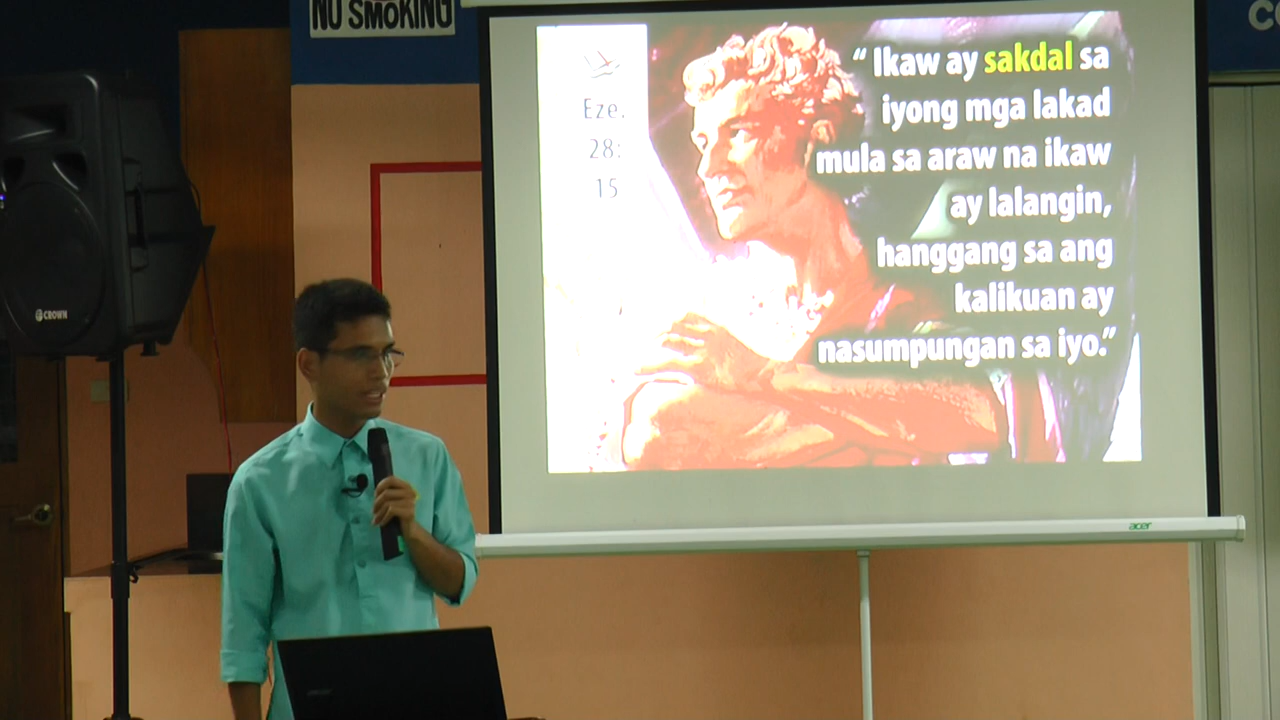 NO SMOKING
Eze.
28:
15
“ Ikaw ay sakdal sa
iyong mga lakad
mula sa araw na ikaw
ay lalangin,
hanggang sa ang
kalikuan ay
nasumpungan sa iyo.”
CROWN
acer